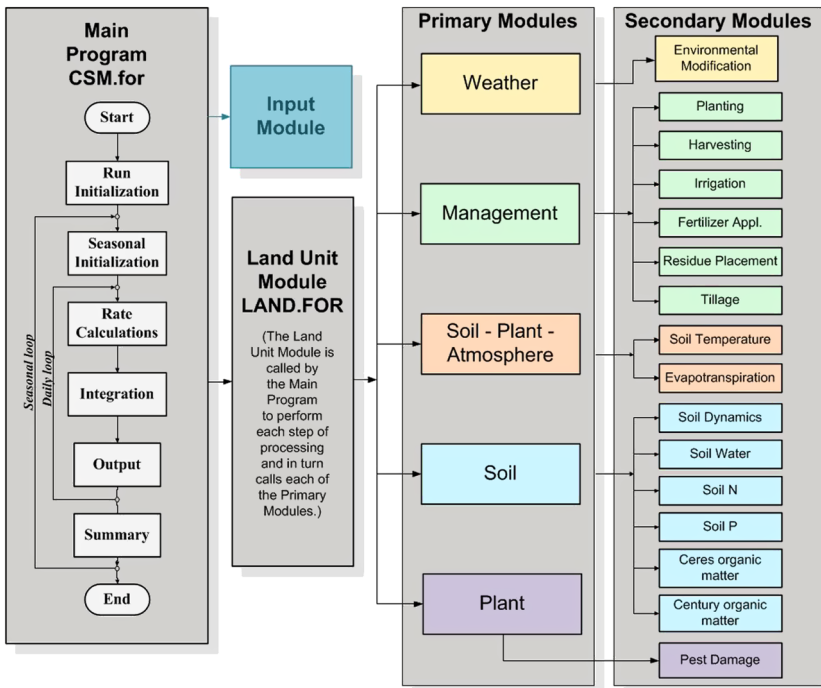 Main
Program
CSM.for
Start
Run
Initialization
Seasonal
Initialization
Rate
Calculations
Integration
Output
Summary
End
Seasonal loop
Daily loop
Input
Module
Land Unit
Module
LAND.FOR
(The Land
Unit Module is
called by
the Main
Program
to perform
each step of
processing
and in turn
calls each of
the Primary
Modules.)
Primary Modules
Weather
Management
Soil - Plant -
Atmosphere
Soil
Plant
Secondary Modules
Environmental
Modification
Planting
Harvesting
Irrigation
Fertilizer Appl.
Residue Placement
Tillage
Soil Temperature
Evapotranspiration
Soil Dynamics
Soil Water
Soil N
Soil P
Ceres organic
matter
Century organic
matter
Pest Damage